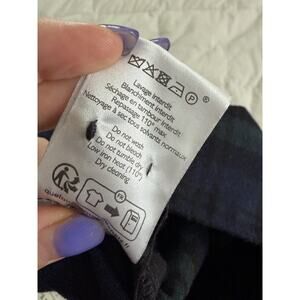 P
Lavage interdit
Blanchiment interdit
Séchage en tambour interdit
Repassage 110° max
Nettoyage à sec tous solvants normaux
Do not wash
Do not bleach
Do not tumble dry
Low iron heat (110°)
Dry cleaning
FR